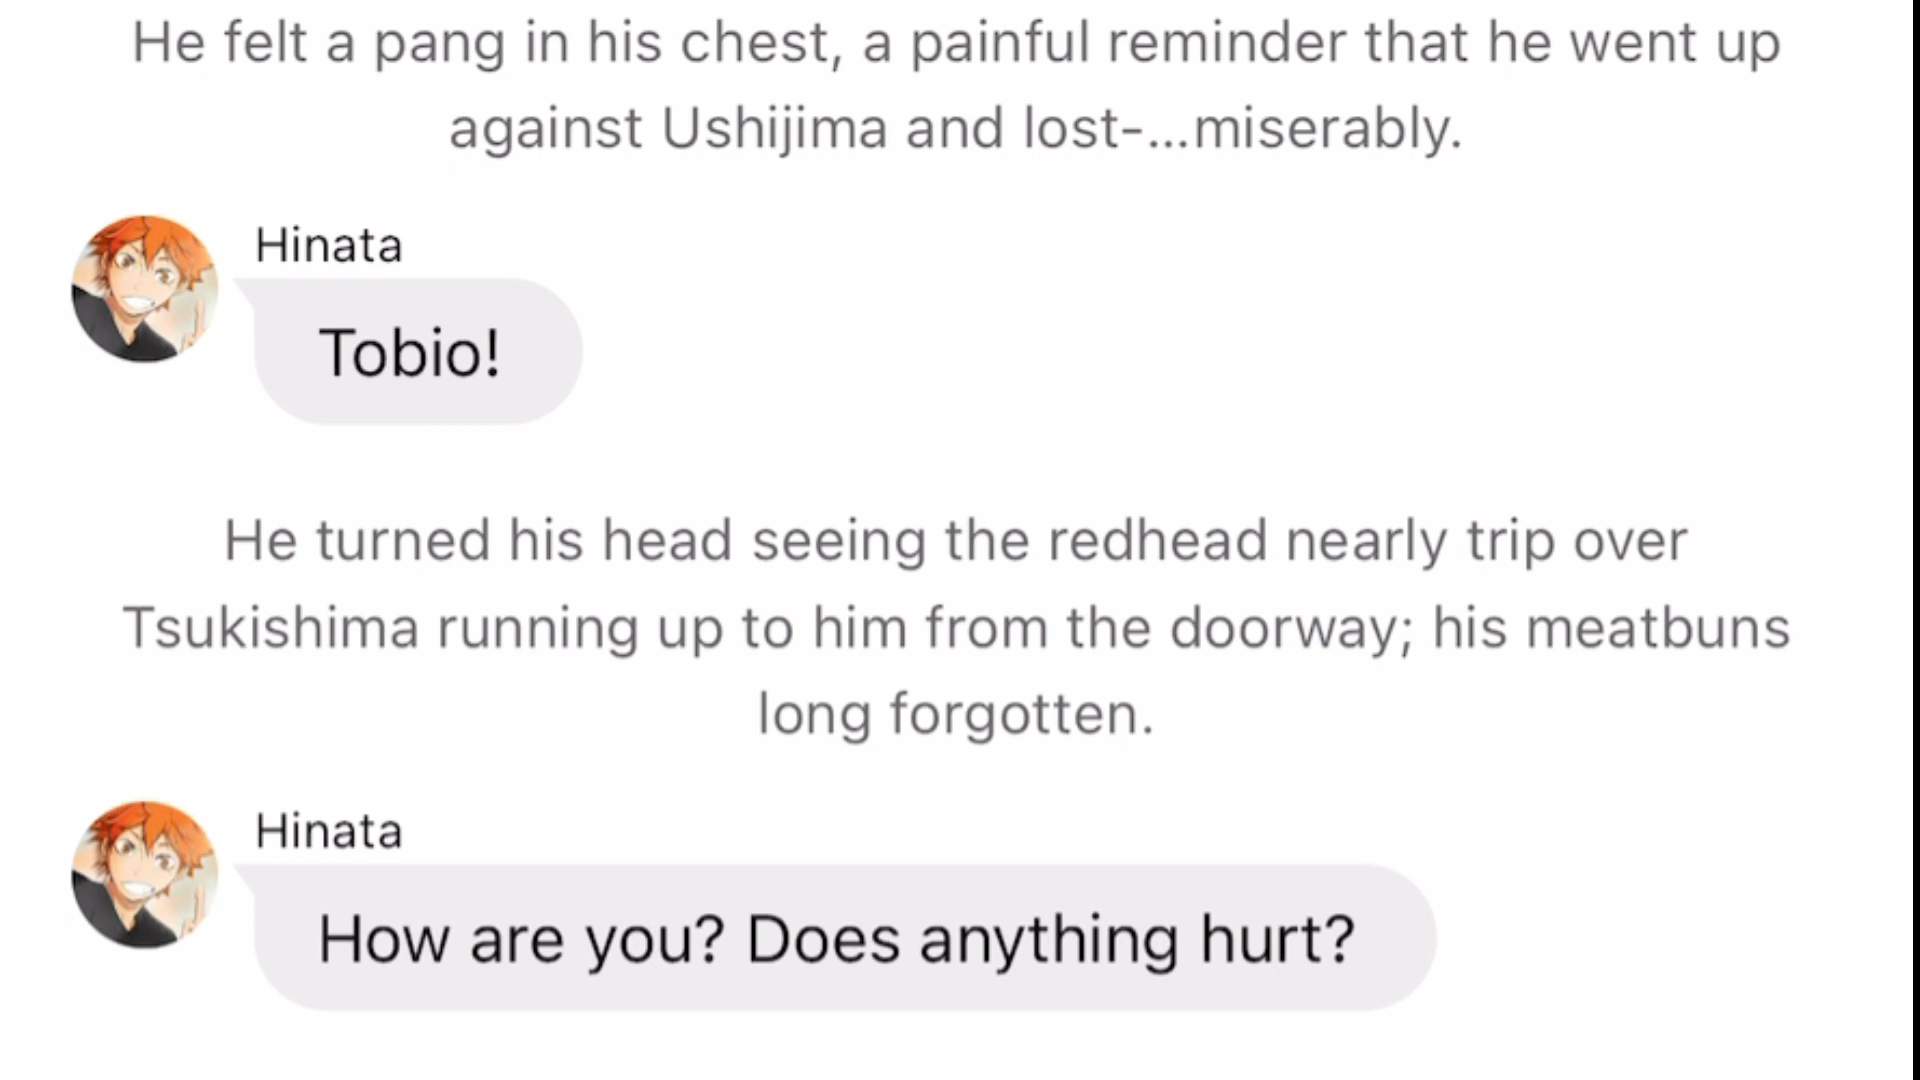 He felt a pang in his chest, a painful reminder that he went up
against Ushijima and lost-...miserably.
Hinata
Tobio!
He turned his head seeing the redhead nearly trip over
Tsukishima running up to him from the doorway; his meatbuns
long forgotten.
Hinata
How are you? Does anything hurt?